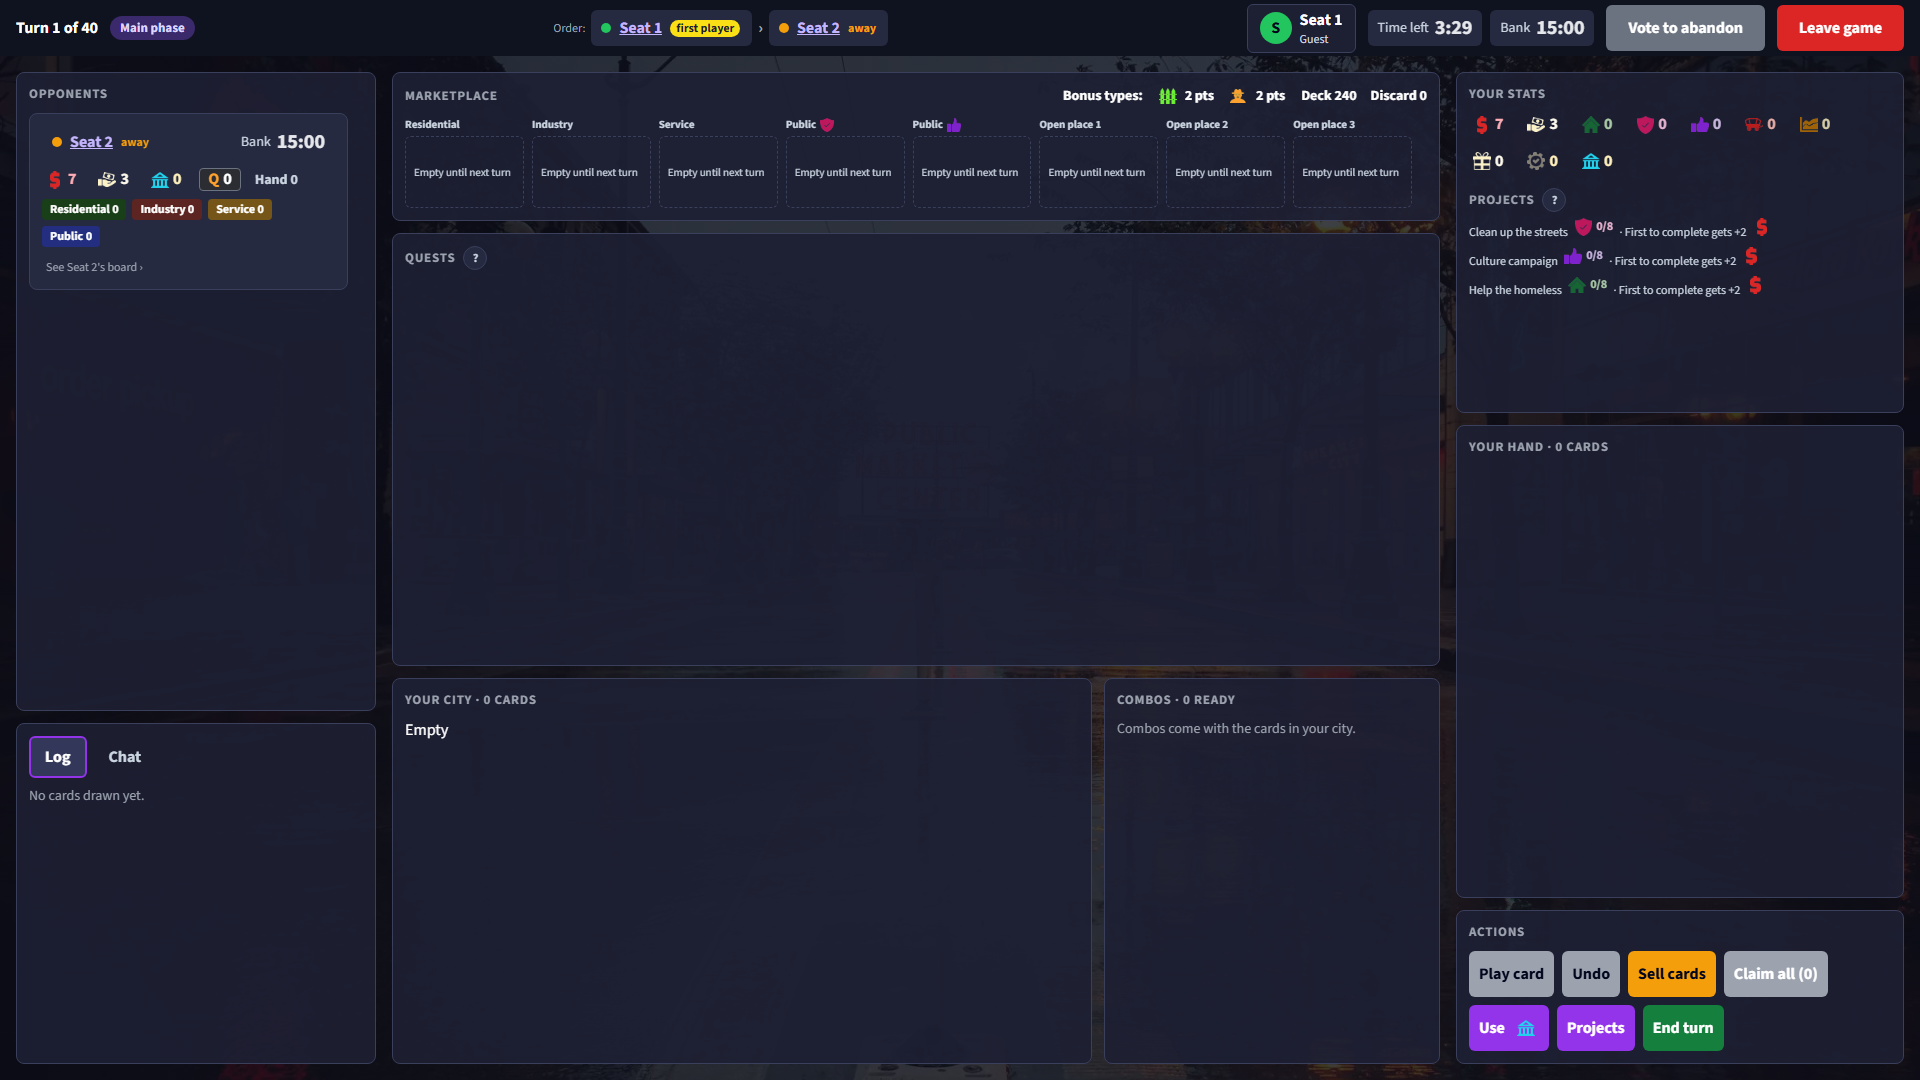 Turn 1 of 40 Main phase
Order: Seat 1 first player › Seat 2 away
S Seat 1
Guest
Time left 3:29 Bank 15:00 Vote to abandon Leave game
OPPONENTS
Seat 2 away Bank 15:00
7 3 0 Q 0 Hand 0
Residential 0 Industry 0 Service 0
Public 0
See Seat 2's board ›
Log Chat
No cards drawn yet.
MARKETPLACE Bonus types: 2 pts 2 pts Deck 240 Discard 0
Residential Industry Service Public Public Open place 1 Open place 2 Open place 3
Empty until next turn Empty until next turn Empty until next turn Empty until next turn Empty until next turn Empty until next turn Empty until next turn Empty until next turn
QUESTS ?
YOUR CITY · 0 CARDS
Empty
COMBOS · 0 READY
Combos come with the cards in your city.
YOUR STATS
7 3 0 0 0 0 0
0 0 0
PROJECTS ?
Clean up the streets 0/8 · First to complete gets +2
Culture campaign 0/8 · First to complete gets +2
Help the homeless 0/8 · First to complete gets +2
YOUR HAND · 0 CARDS
ACTIONS
Play card Undo Sell cards Claim all (0)
Use Projects End turn